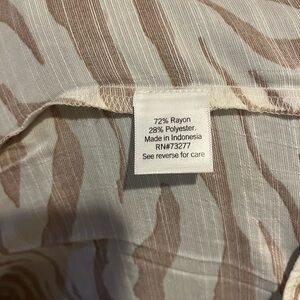 72% Rayon
28% Polyester.
Made in Indonesia
RN#73277
See reverse for care